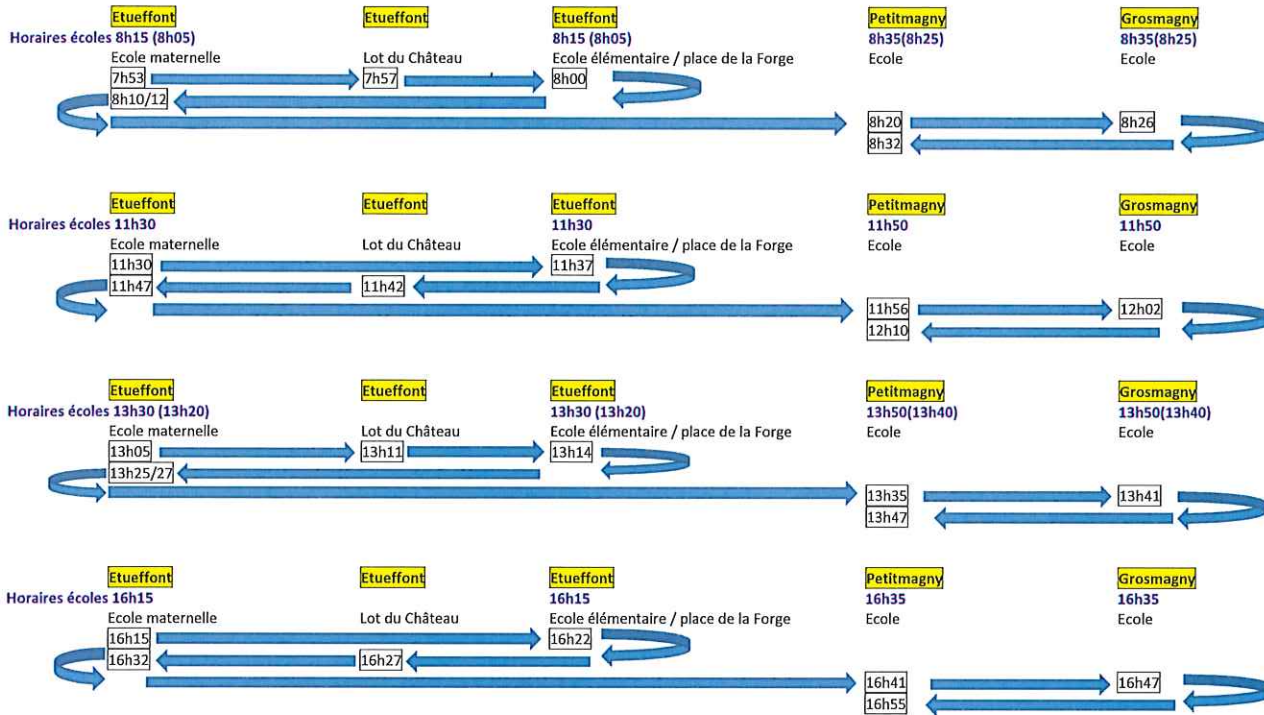 Etueffont Etueffont Etueffont Petitmagny Grosmagny
Horaires écoles 8h15 (8h05) 8h15 (8h05) 8h35(8h25) 8h35(8h25)
Ecole maternelle Lot du Château Ecole élémentaire / place de la Forge Ecole Ecole
7h53 7h57 8h00
8h10/12
8h20 8h26
8h32
Etueffont Etueffont Etueffont Petitmagny Grosmagny
Horaires écoles 11h30 11h30 11h50 11h50
Ecole maternelle Lot du Château Ecole élémentaire / place de la Forge Ecole Ecole
11h30 11h37
11h47 11h42
11h56 12h02
12h10
Etueffont Etueffont Etueffont Petitmagny Grosmagny
Horaires écoles 13h30 (13h20) 13h30 (13h20) 13h50(13h40) 13h50(13h40)
Ecole maternelle Lot du Château Ecole élémentaire / place de la Forge Ecole Ecole
13h05 13h11 13h14
13h25/27
13h35 13h41
13h47
Etueffont Etueffont Etueffont Petitmagny Grosmagny
Horaires écoles 16h15 16h15 16h35 16h35
Ecole maternelle Lot du Château Ecole élémentaire / place de la Forge Ecole Ecole
16h15 16h22
16h32 16h27
16h41 16h47
16h55